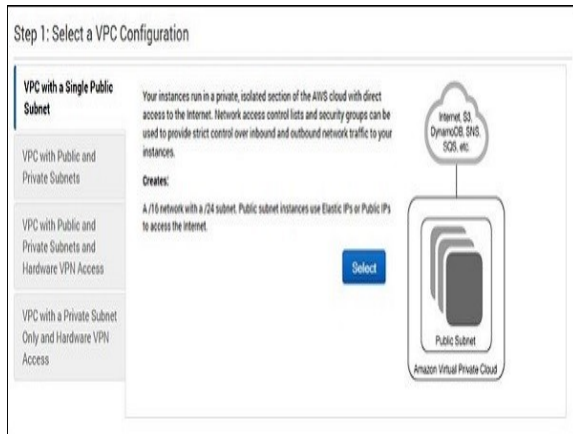 Step 1: Select a VPC Configuration
VPC with a Single Public
Subnet
VPC with Public and
Private Subnets
VPC with Public and
Private Subnets and
Hardware VPN Access
VPC with a Private Subnet
Only and Hardware VPN
Access
Your instances run in a private, isolated section of the AWS cloud with direct
access to the Internet. Network access control lists and security groups can be
used to provide strict control over inbound and outbound network traffic to your
instances.
Creates:
A /16 network with a /24 subnet. Public subnet instances use Elastic IPs or Public IPs
to access the Internet.
Select
Internet, S3,
DynamoDB, SNS,
SQS, etc.
Public Subnet
Amazon Virtual Private Cloud